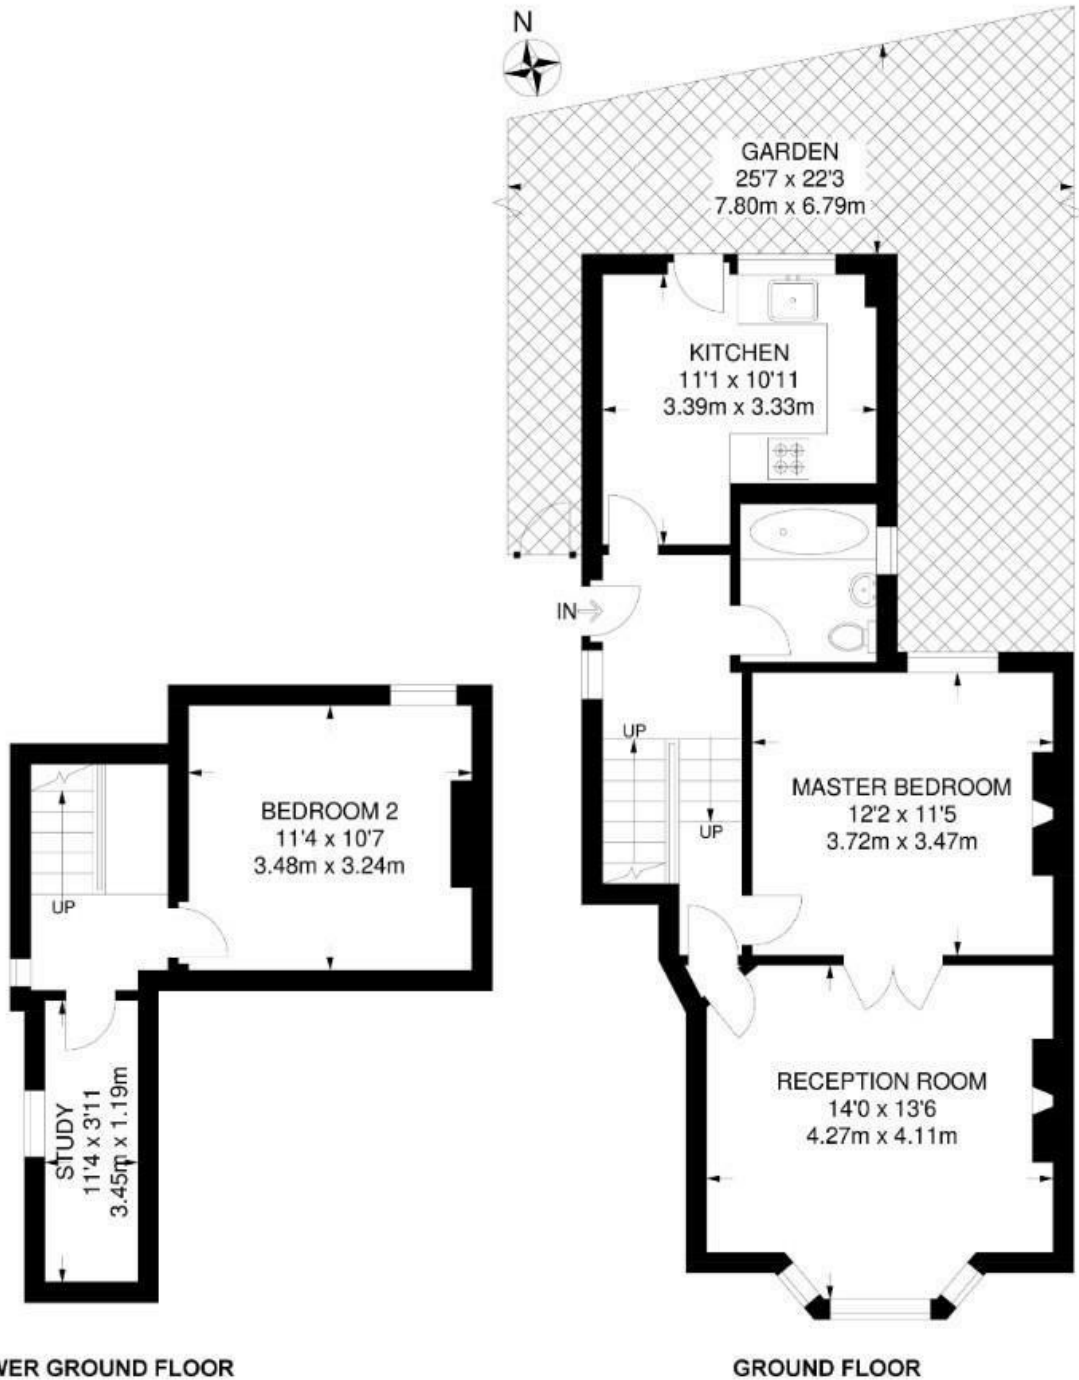 N
GARDEN
25'7 x 22'3
7.80m x 6.79m
KITCHEN
11'1 x 10'11
3.39m x 3.33m
IN
UP
UP
MASTER BEDROOM
12'2 x 11'5
3.72m x 3.47m
BEDROOM 2
11'4 x 10'7
3.48m x 3.24m
UP
STUDY
11'4 x 3'11
3.45m x 1.19m
RECEPTION ROOM
14'0 x 13'6
4.27m x 4.11m
WER GROUND FLOOR
GROUND FLOOR